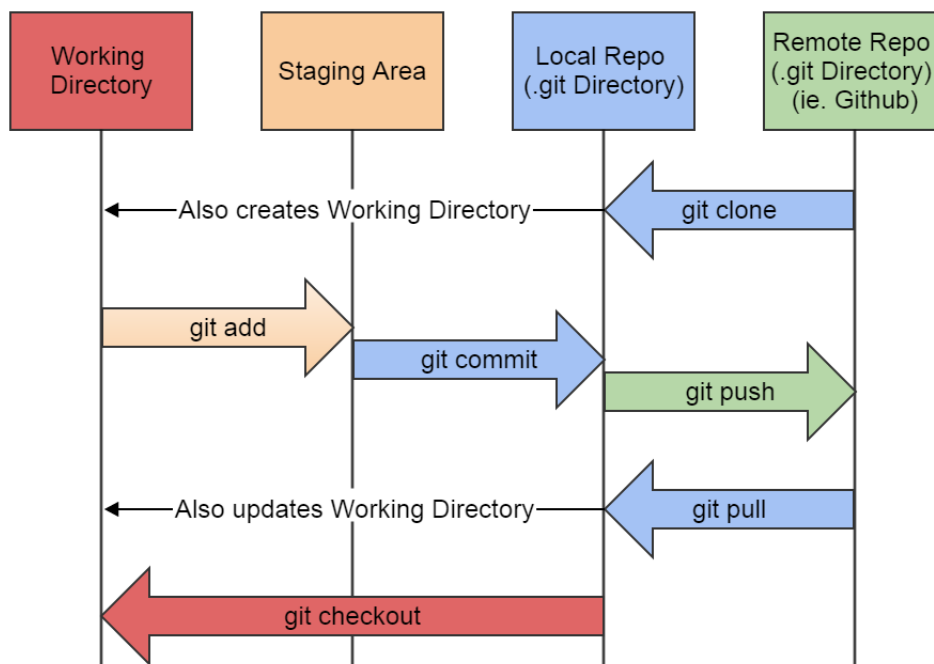 Working
Directory
Staging Area
Local Repo
(.git Directory)
Remote Repo
(.git Directory)
(ie. Github)
Also creates Working Directory
git clone
git add
git commit
git push
Also updates Working Directory
git pull
git checkout